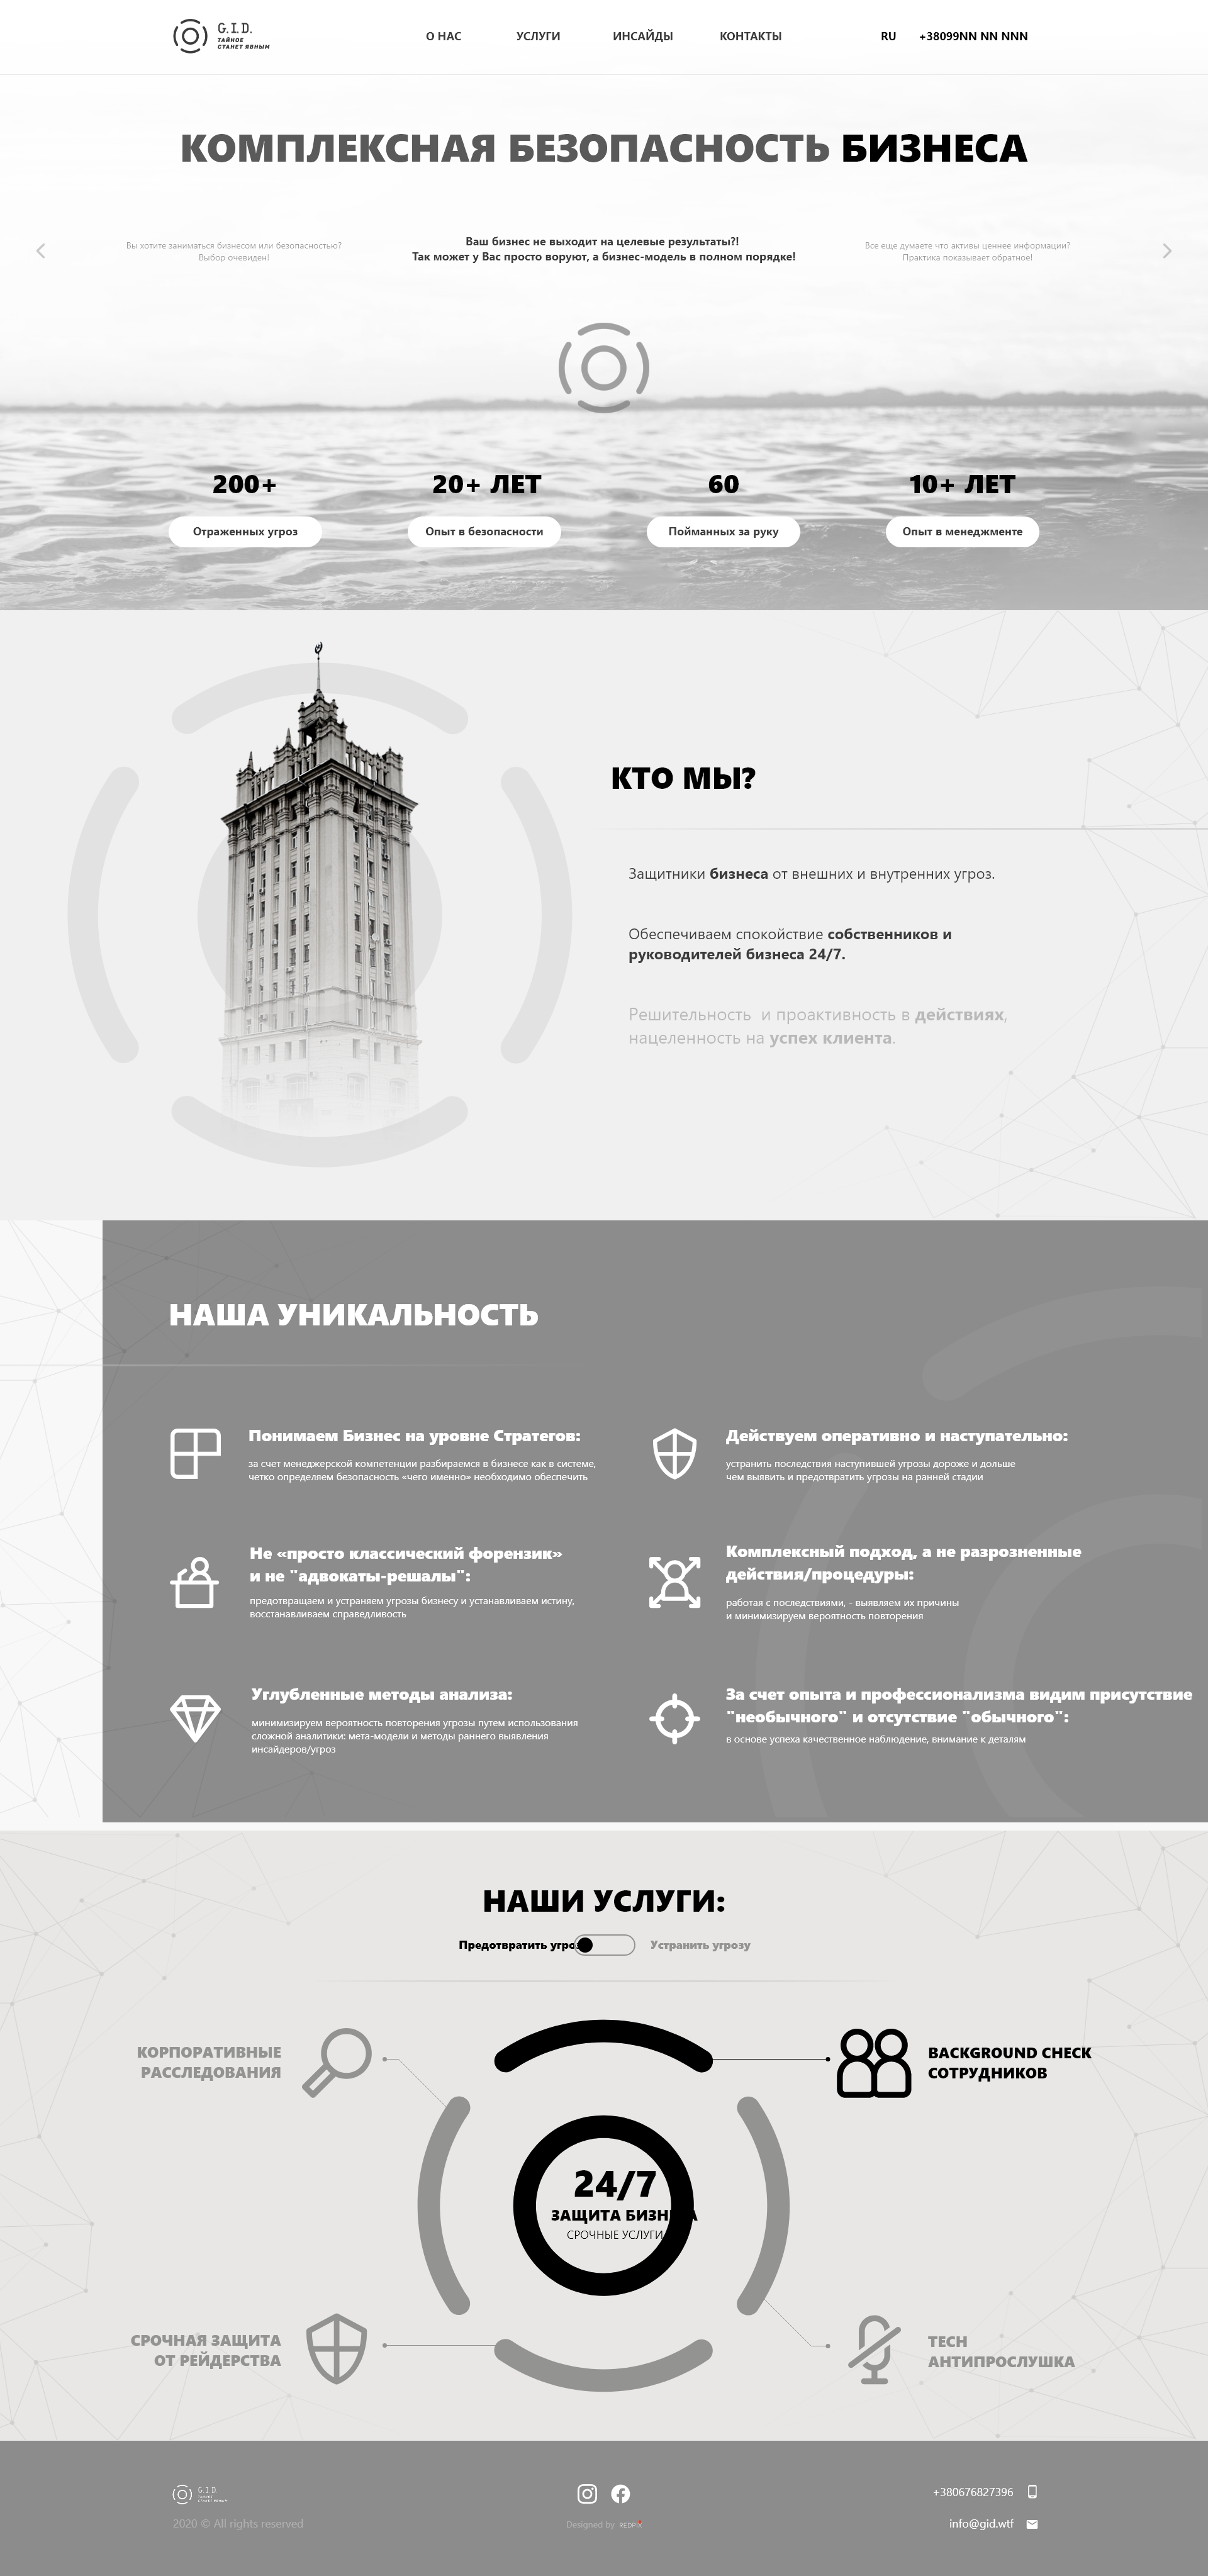 G.I.D.
ТАЙНОЕ
СТАНЕТ ЯВНЫМ
О НАС
УСЛУГИ
ИНСАЙДЫ
КОНТАКТЫ
RU
+38099NN NN NNN
КОМПЛЕКСНАЯ БЕЗОПАСНОСТЬ БИЗНЕСА
Вы хотите заниматься бизнесом или безопасностью?
Выбор очевиден!
Ваш бизнес не выходит на целевые результаты?!
Так может у Вас просто воруют, а бизнес-модель в полном порядке!
Все еще думаете что активы ценнее информации?
Практика показывает обратное!
200+
Отраженных угроз
20+ ЛЕТ
Опыт в безопасности
60
Пойманных за руку
10+ ЛЕТ
Опыт в менеджменте
КТО МЫ?
Защитники бизнеса от внешних и внутренних угроз.
Обеспечиваем спокойствие собственников и
руководителей бизнеса 24/7.
Решительность  и проактивность в действиях,
нацеленность на успех клиента.
НАША УНИКАЛЬНОСТЬ
Понимаем Бизнес на уровне Стратегов:
за счет менеджерской компетенции разбираемся в бизнесе как в системе,
четко определяем безопасность «чего именно» необходимо обеспечить
Действуем оперативно и наступательно:
устранить последствия наступившей угрозы дороже и дольше
чем выявить и предотвратить угрозы на ранней стадии
Не «просто классический форензик»
и не "адвокаты-решалы":
предотвращаем и устраняем угрозы бизнесу и устанавливаем истину,
восстанавливаем справедливость
Комплексный подход, а не разрозненные
действия/процедуры:
работая с последствиями, - выявляем их причины
и минимизируем вероятность повторения
Углубленные методы анализа:
минимизируем вероятность повторения угрозы путем использования
сложной аналитики: мета-модели и методы раннего выявления
инсайдеров/угроз
За счет опыта и профессионализма видим присутствие
"необычного" и отсутствие "обычного":
в основе успеха качественное наблюдение, внимание к деталям
НАШИ УСЛУГИ:
Предотвратить угроз
Устранить угрозу
КОРПОРАТИВНЫЕ
РАССЛЕДОВАНИЯ
BACKGROUND CHECK
СОТРУДНИКОВ
24/7
ЗАЩИТА БИЗН
СРОЧНЫЕ УСЛУГИ
СРОЧНАЯ ЗАЩИТА
ОТ РЕЙДЕРСТВА
TECH
АНТИПРОСЛУШКА
G.I.D.
ТАЙНОЕ
СТАНЕТ ЯВНЫМ
2020 © All rights reserved
Designed by REDPIX
+380676827396
info@gid.wtf